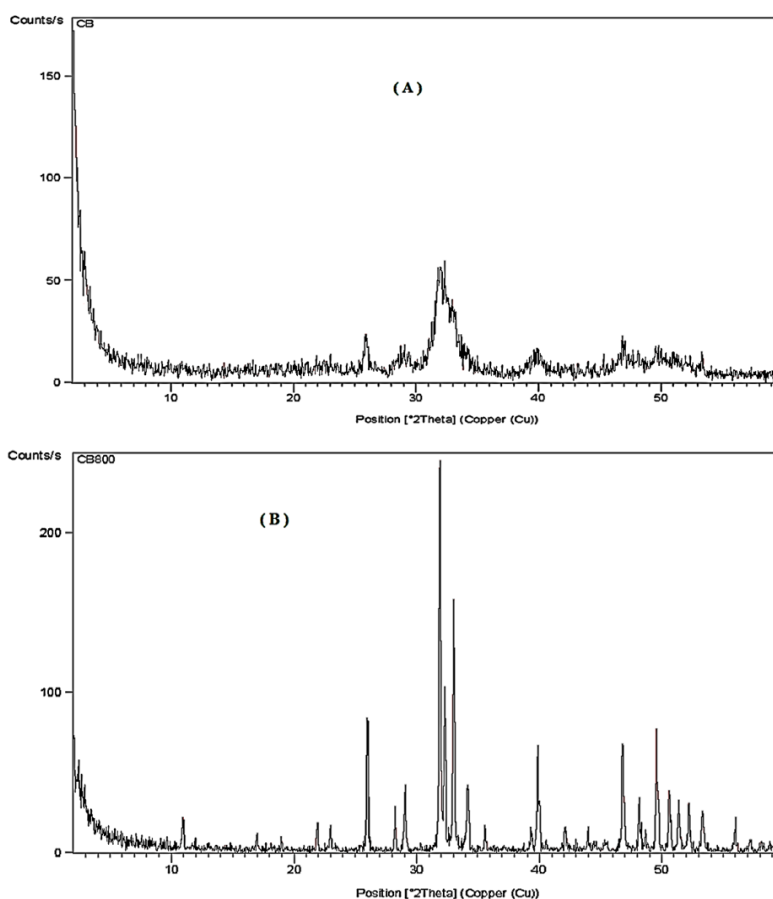 Counts/s
CB
(A)
150
100
50
0
10 20 30 40 50
Position [°2Theta] (Copper (Cu))
Counts/s
CB800
(B)
200
100
0
10 20 30 40 50
Position [°2Theta] (Copper (Cu))